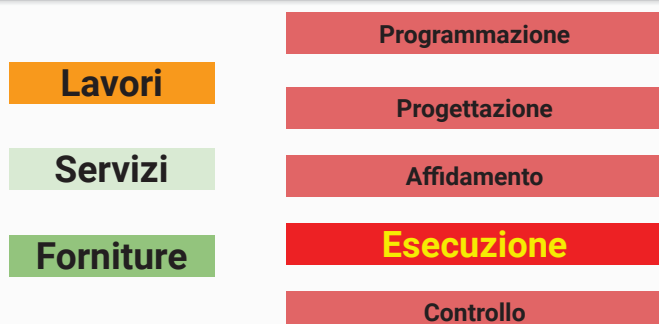 Lavori
Servizi
Forniture
Programmazione
Progettazione
Affidamento
Esecuzione
Controllo